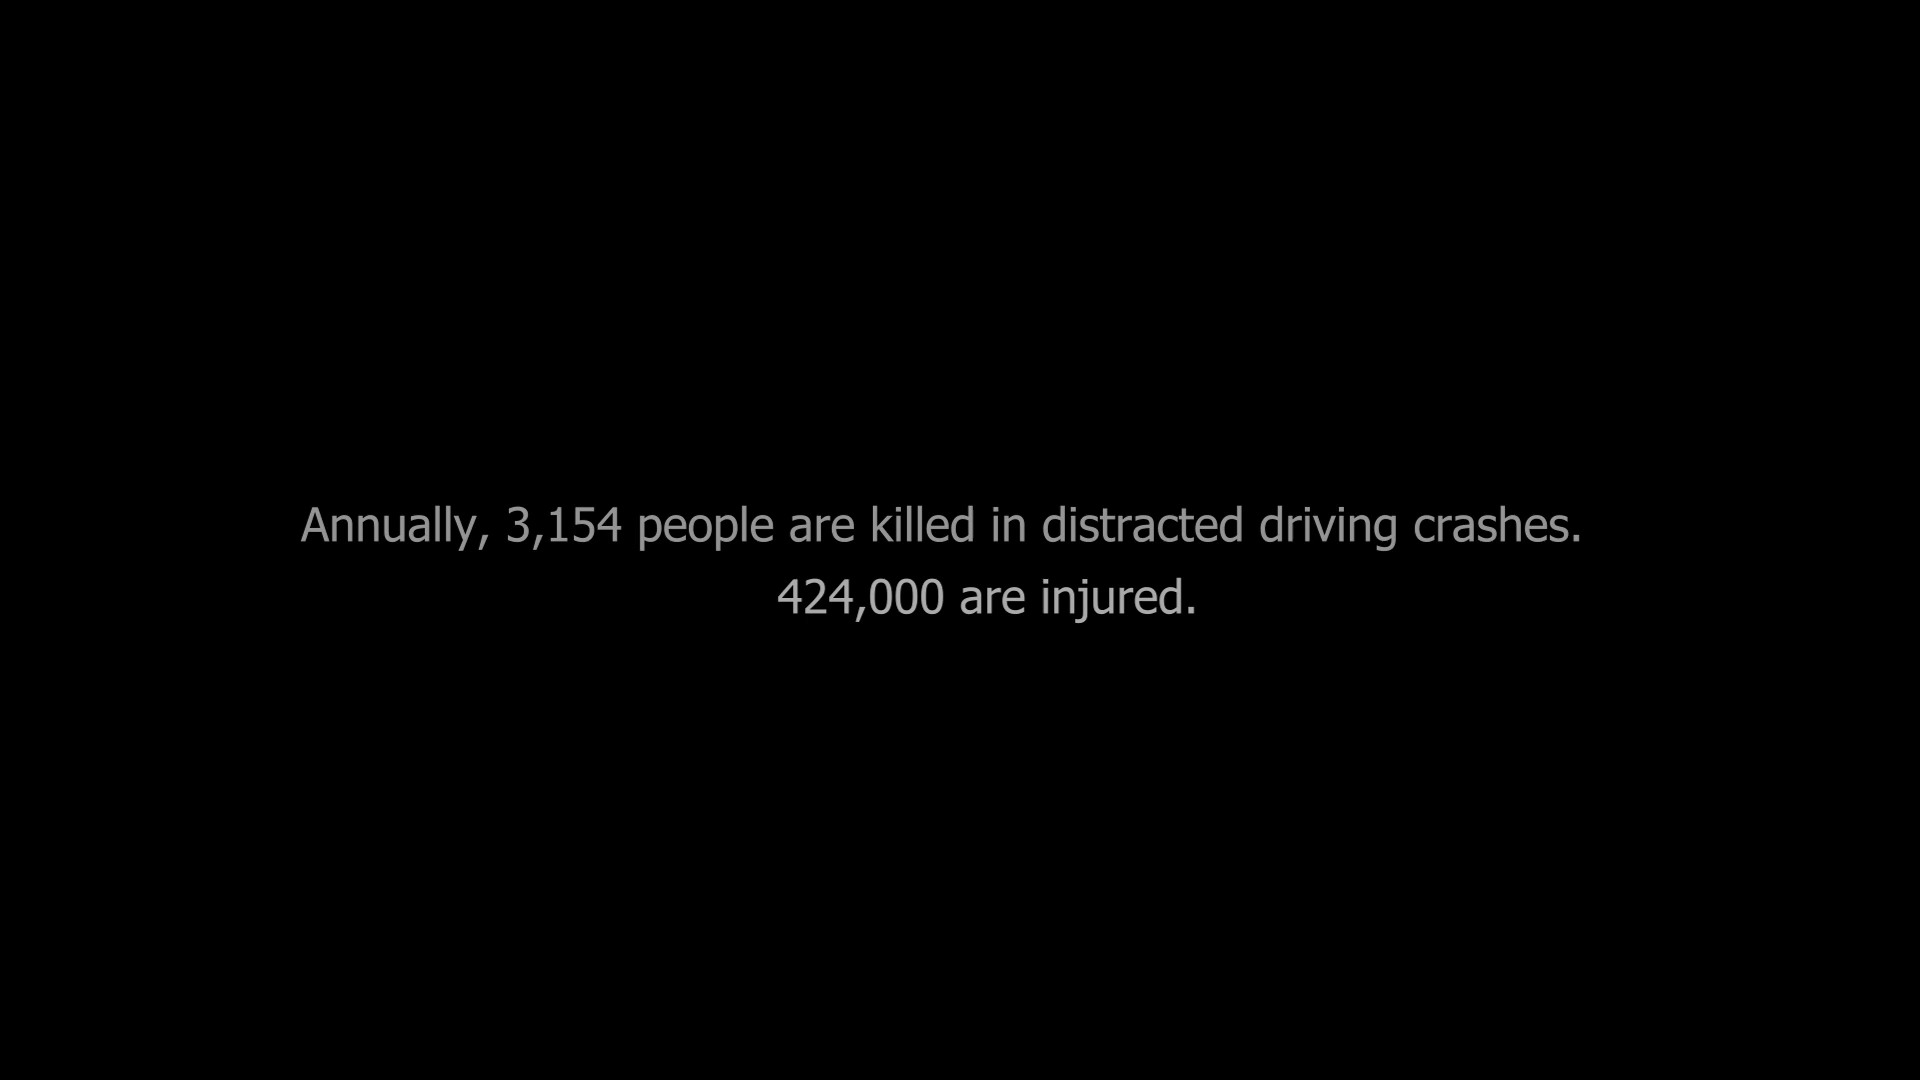 Annually, 3,154 people are killed in distracted driving crashes.
424,000 are injured.